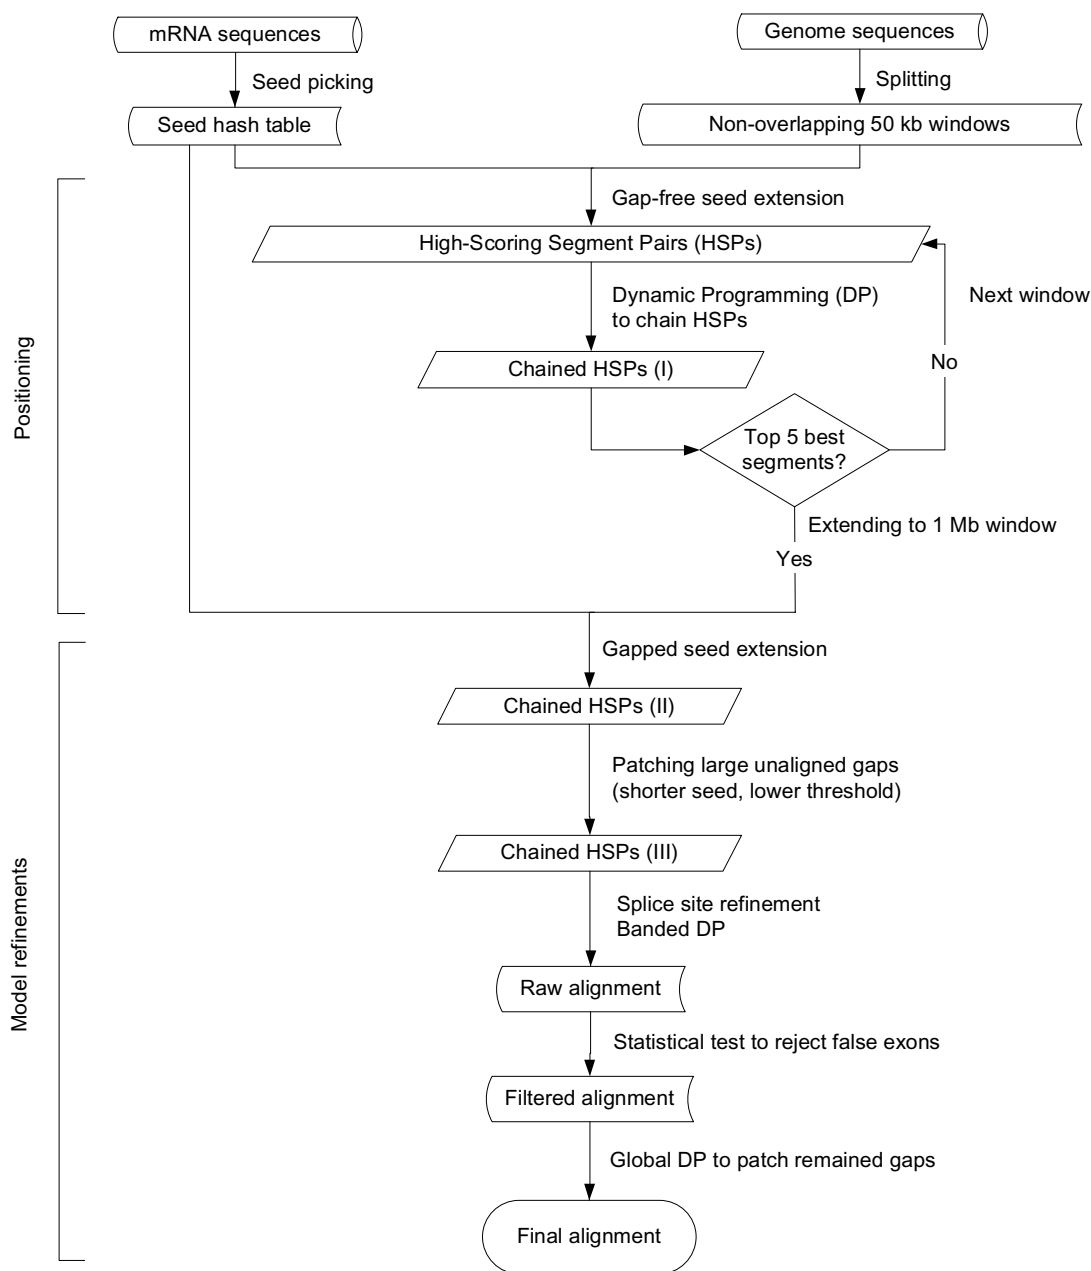 mRNA sequences
Genome sequences
Seed picking
Splitting
Seed hash table
Non-overlapping 50 kb windows
Positioning
Gap-free seed extension
High-Scoring Segment Pairs (HSPs)
Dynamic Programming (DP)
to chain HSPs
Next window
Chained HSPs (I)
No
Top 5 best
segments?
Extending to 1 Mb window
Yes
Model refinements
Gapped seed extension
Chained HSPs (II)
Patching large unaligned gaps
(shorter seed, lower threshold)
Chained HSPs (III)
Splice site refinement
Banded DP
Raw alignment
Statistical test to reject false exons
Filtered alignment
Global DP to patch remained gaps
Final alignment